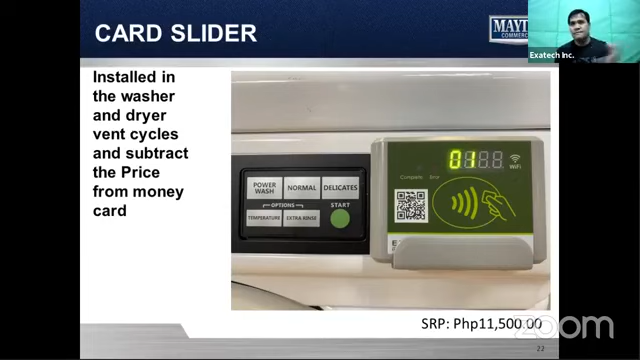 CARD SLIDER
MAYT
COMMERC
Exatech Inc.
Installed in
the washer
and dryer
vent cycles
and subtract
the Price
from money
card
POWER
WASH
NORMAL
DELICATES
OPTIONS
START
TEMPERATURE
EXTRA RINSE
01
WiFi
Complete Error
SRP: Php11,500.00
zoom
22